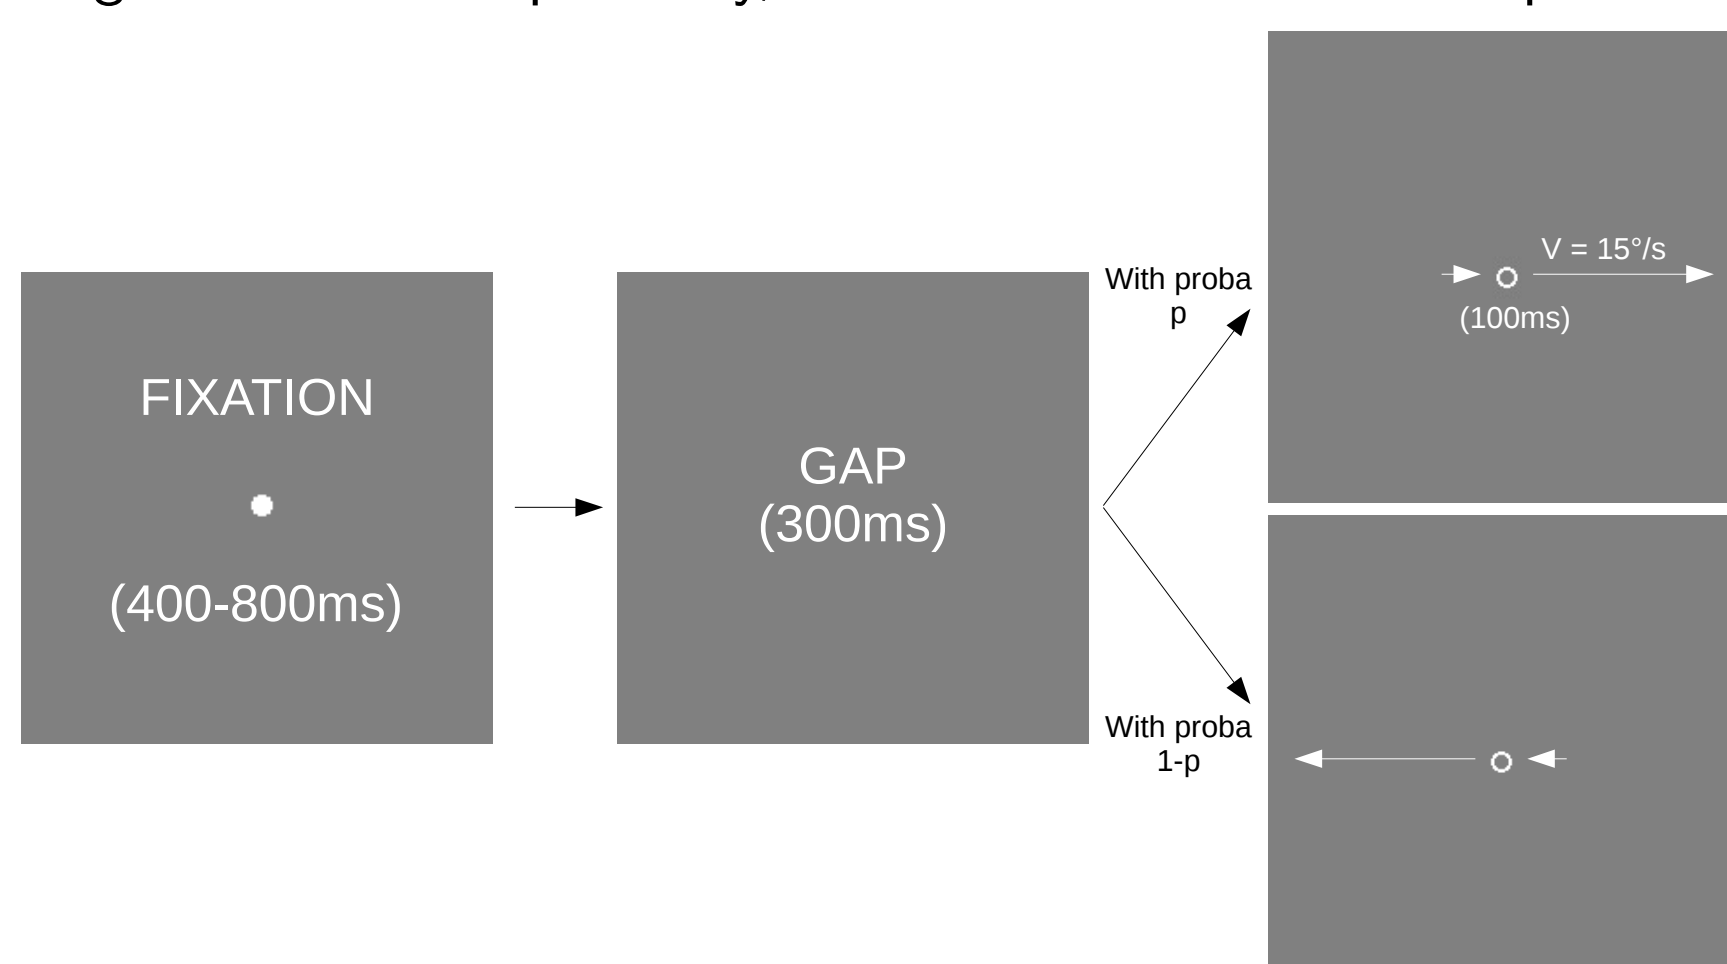 FIXATION
(400-800ms)
GAP
(300ms)
With proba
p
V = 15°/s
(100ms)
With proba
1-p